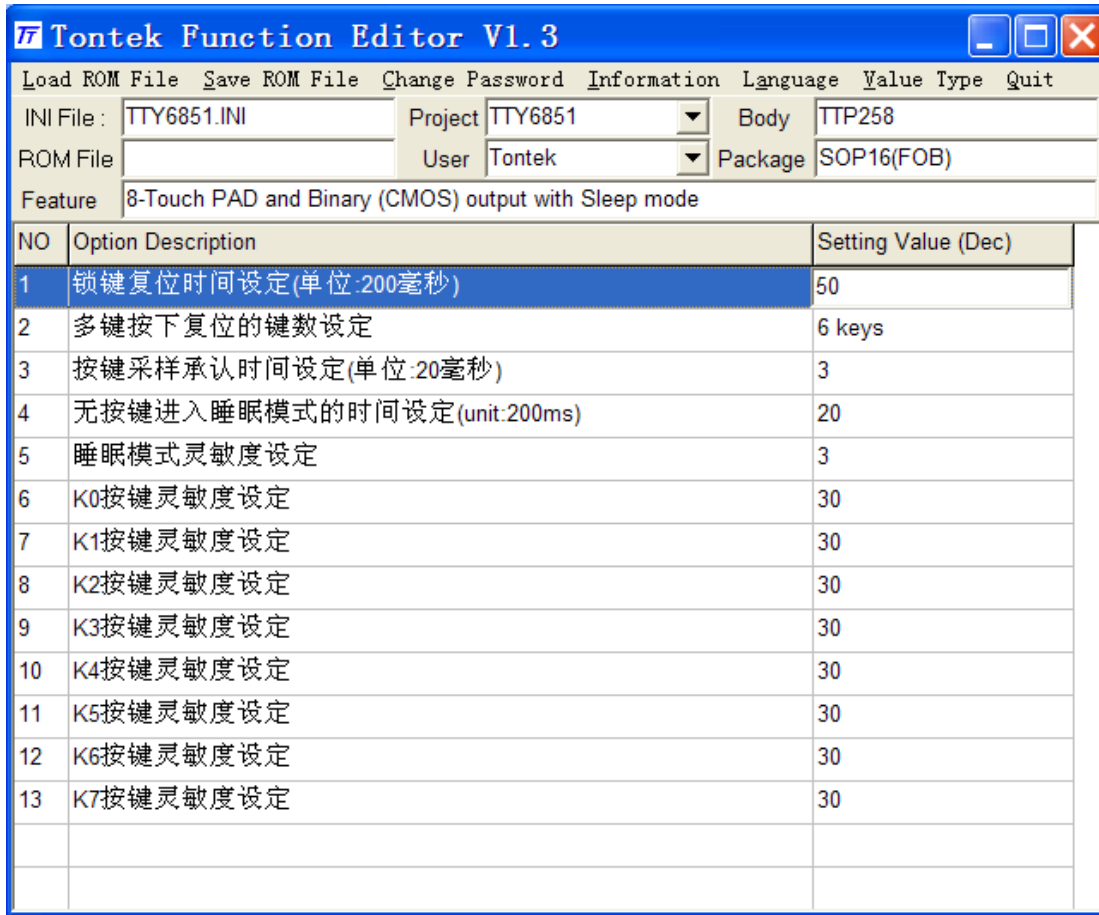 Tontek Function Editor V1.3
Load ROM File Save ROM File Change Password Information Language Value Type Quit
INI File : TTY6851.INI Project TTY6851 Body TTP258
ROM File User Tontek Package SOP16(FOB)
Feature 8-Touch PAD and Binary (CMOS) output with Sleep mode
NO Option Description Setting Value (Dec)
1 锁键复位时间设定(单位:200毫秒) 50
2 多键按下复位的键数设定 6 keys
3 按键采样承认时间设定(单位:20毫秒) 3
4 无按键进入睡眠模式的时间设定(unit:200ms) 20
5 睡眠模式灵敏度设定 3
6 K0按键灵敏度设定 30
7 K1按键灵敏度设定 30
8 K2按键灵敏度设定 30
9 K3按键灵敏度设定 30
10 K4按键灵敏度设定 30
11 K5按键灵敏度设定 30
12 K6按键灵敏度设定 30
13 K7按键灵敏度设定 30